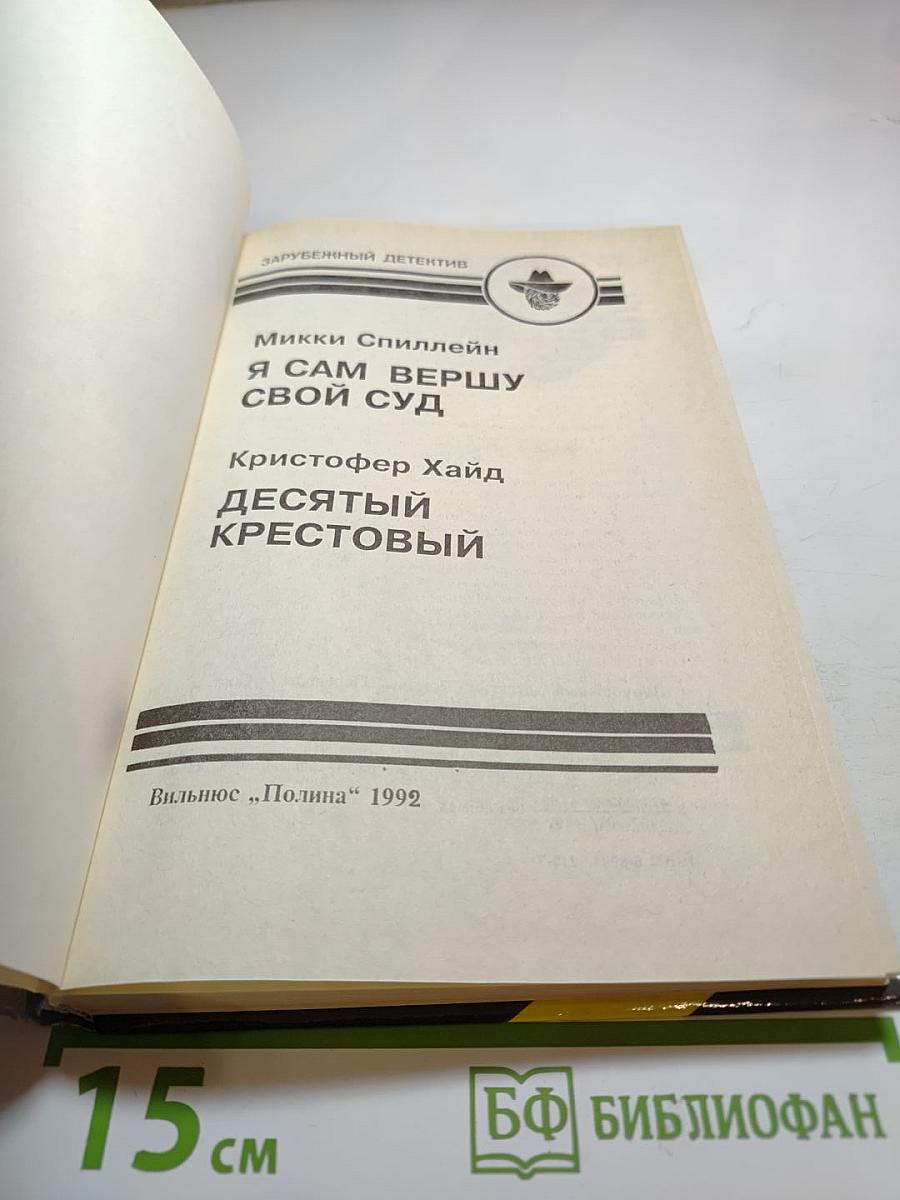 ЗАРУБЕЖНЫЙ ДЕТЕКТИВ
Микки Спиллейн
Я САМ ВЕРШУ
СВОЙ СУД
Кристофер Хайд
ДЕСЯТЫЙ
КРЕСТОВЫЙ
Вильнюс „Полина“ 1992
15 см
БФ БИБЛИОФАН